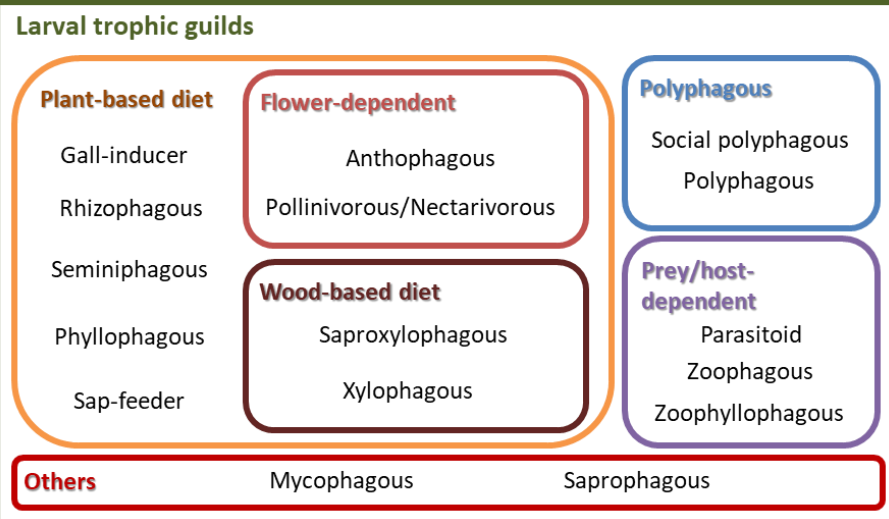 Larval trophic guilds
Plant-based diet
Gall-inducer
Rhizophagous
Seminiphagous
Phyllophagous
Sap-feeder
Flower-dependent
Anthophagous
Pollinivorous/Nectarivorous
Wood-based diet
Saproxylophagous
Xylophagous
Polyphagous
Social polyphagous
Polyphagous
Prey/host-
dependent
Parasitoid
Zoophagous
Zoophyllophagous
Others
Mycophagous
Saprophagous